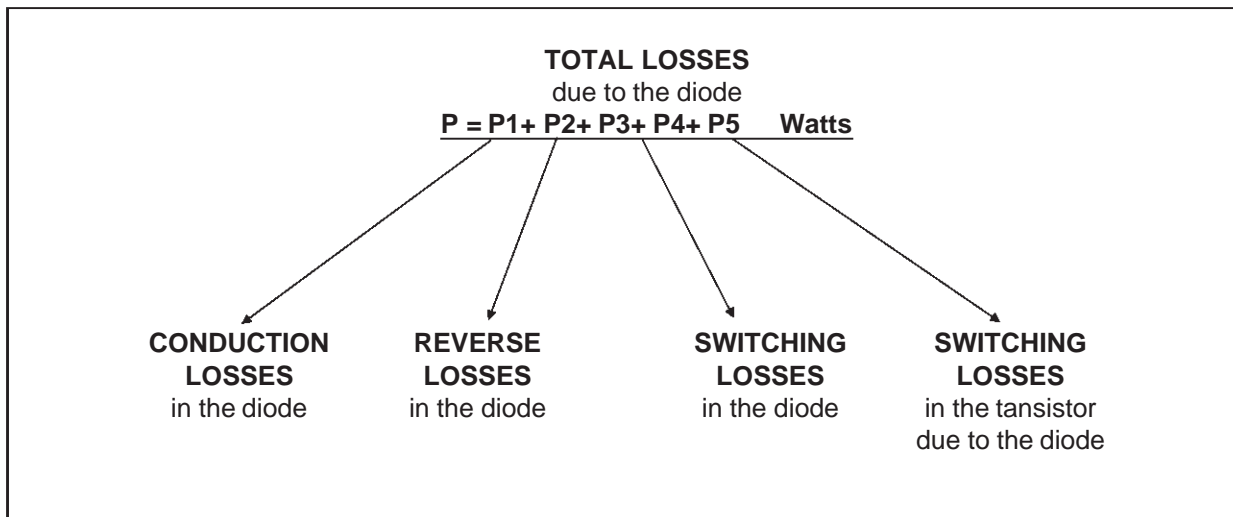 TOTAL LOSSES
due to the diode
P = P1+ P2+ P3+ P4+ P5 Watts
CONDUCTION
LOSSES
in the diode
REVERSE
LOSSES
in the diode
SWITCHING
LOSSES
in the diode
SWITCHING
LOSSES
in the tansistor
due to the diode